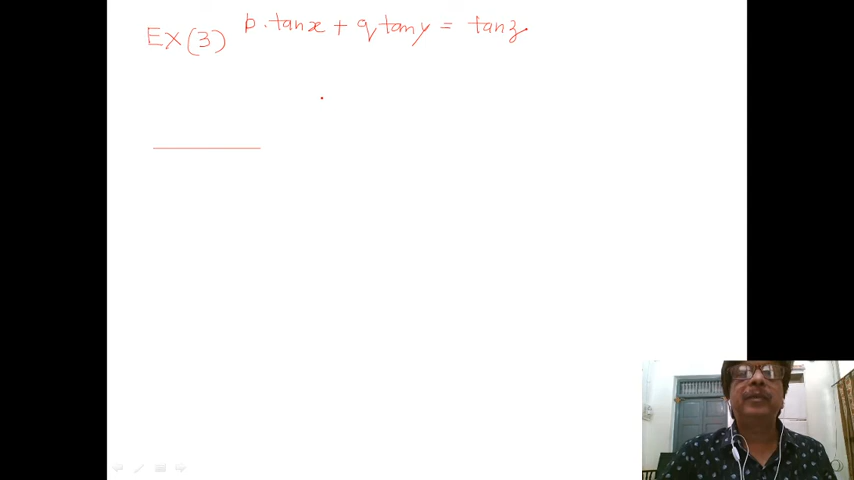 EX(3) p.tanx + q tany = tanz.